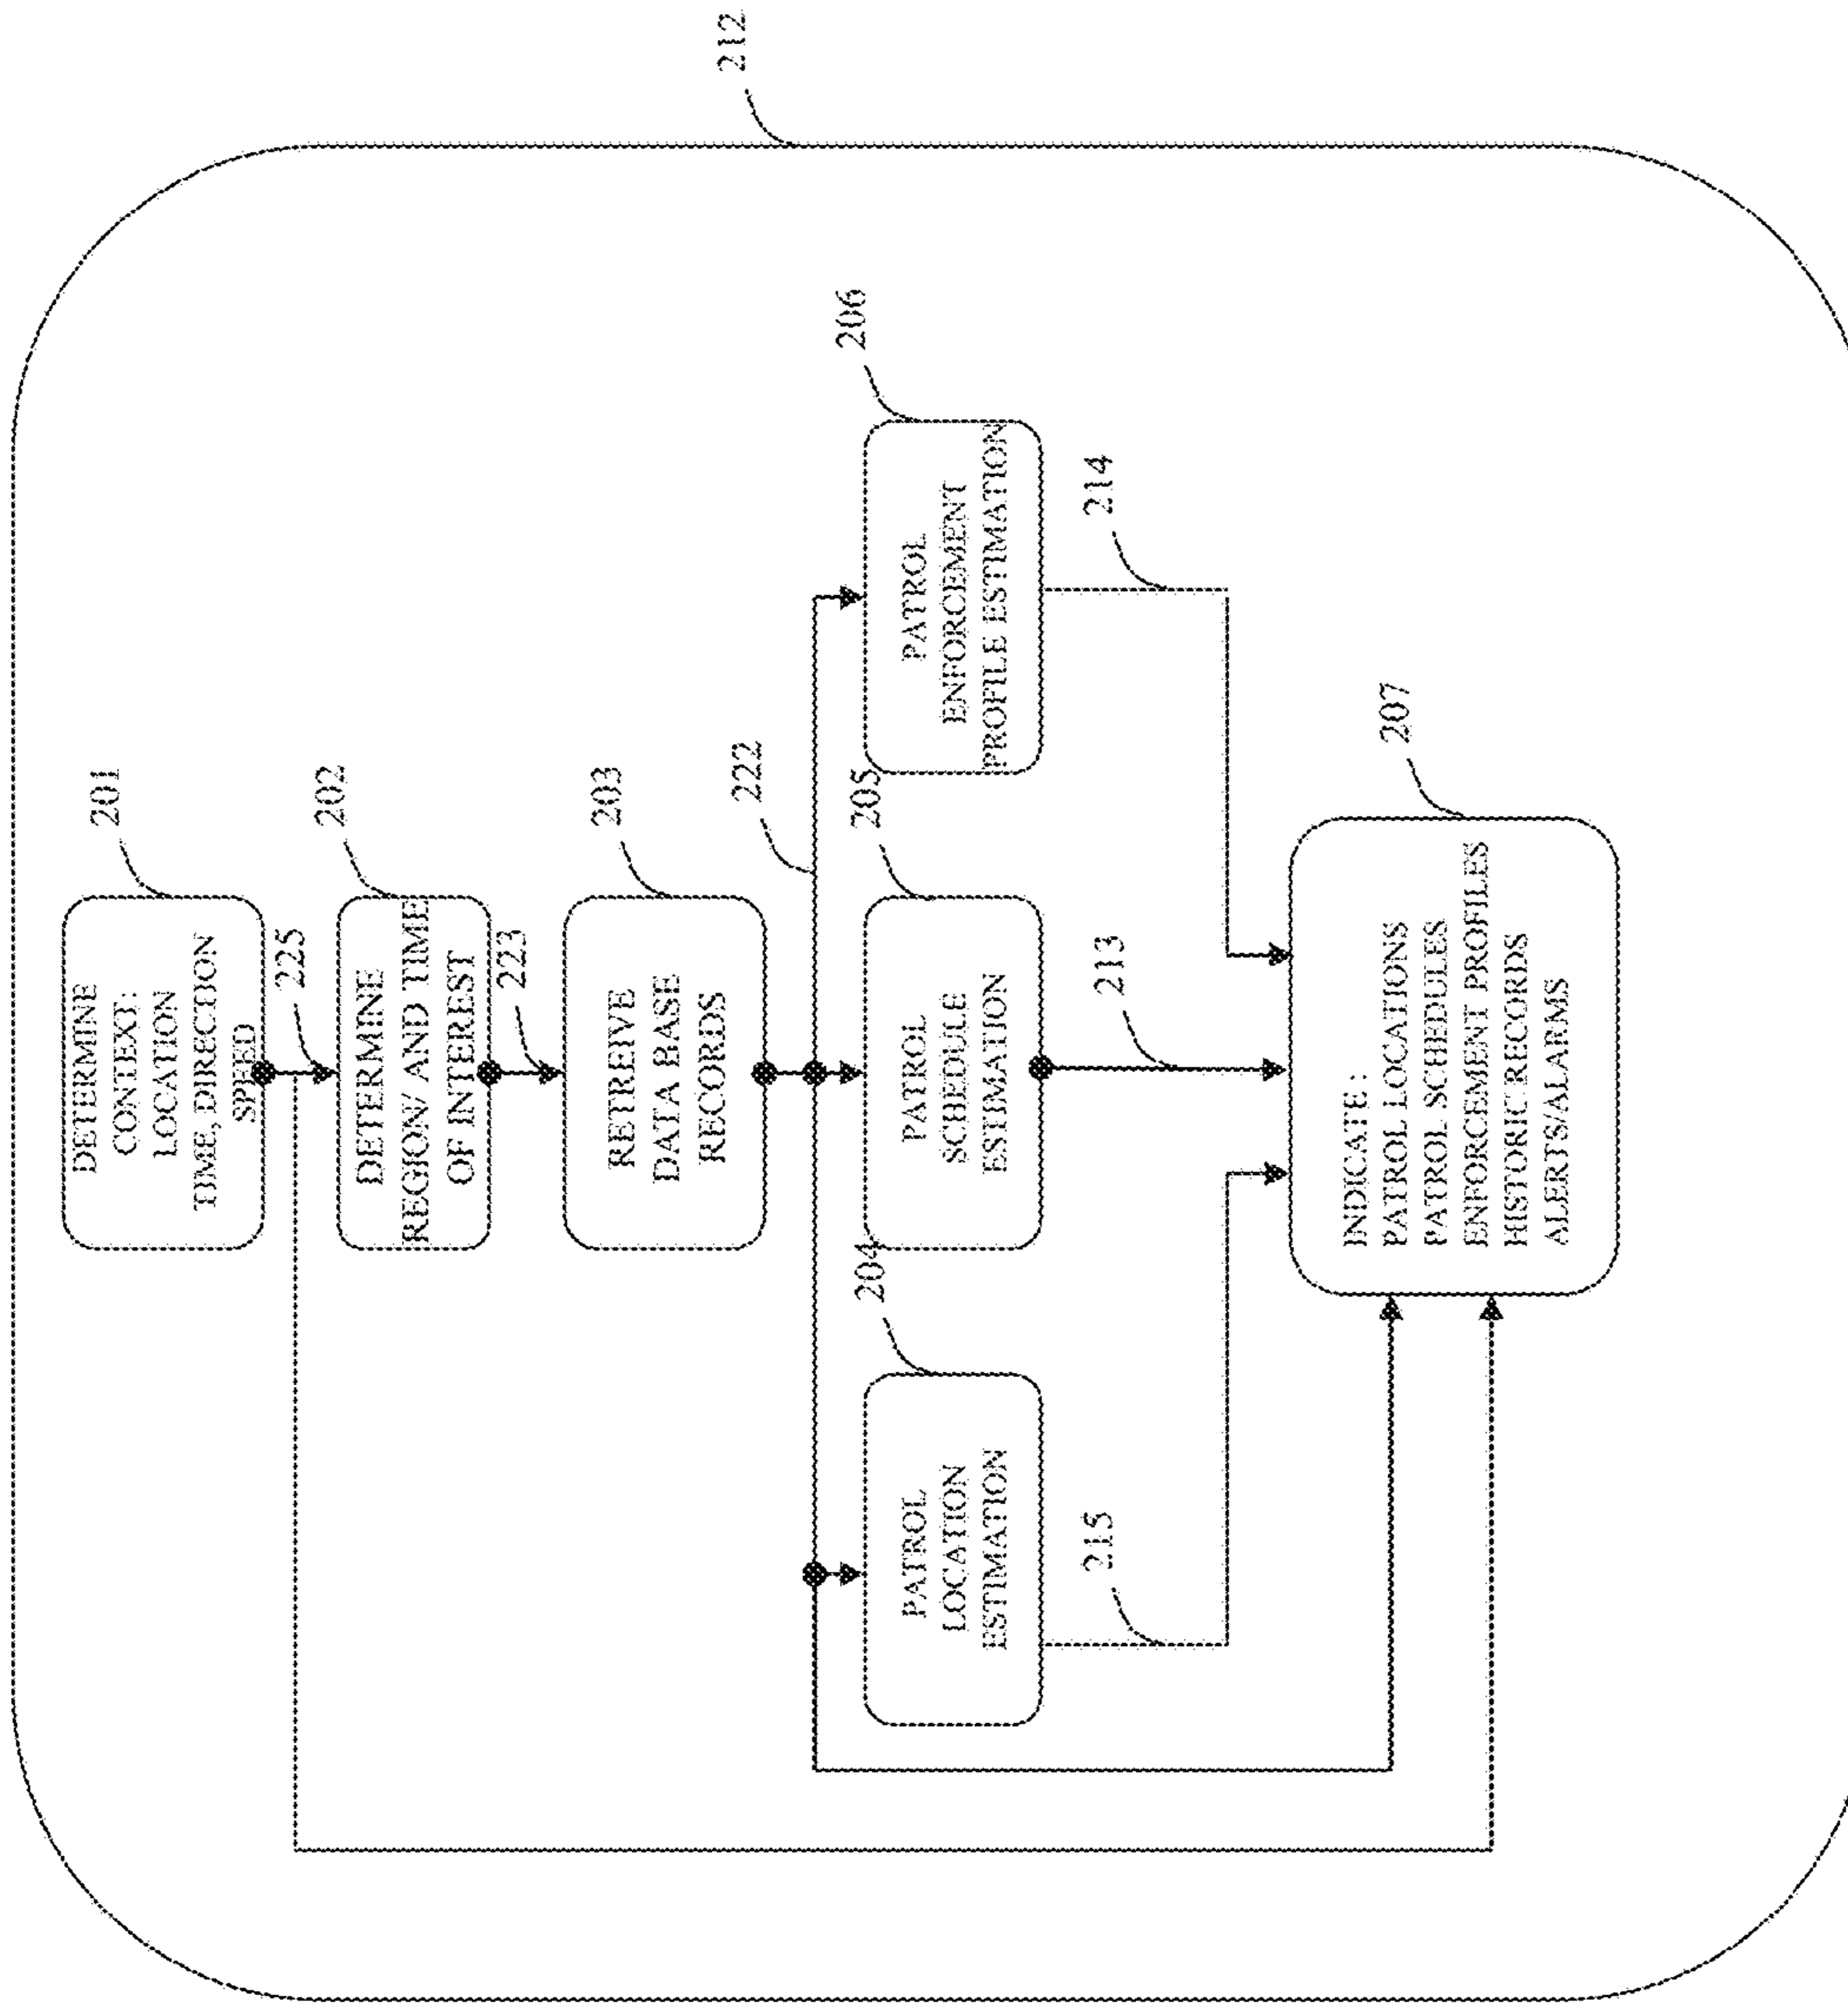 212
DETERMINE
CONTEXT:
LOCATION
TIME, DIRECTION
SPEED
201
225
DETERMINE
REGION/ AND TIME
OF INTEREST
202
223
RETREIVE
DATA BASE
RECORDS
203
222
PATROL
LOCATION
ESTIMATION
204
PATROL
SCHEDULE
ESTIMATION
205
PATROL
ENFORCEMENT
PROFILE ESTIMATION
206
215
213
214
INDICATE :
PATROL LOCATIONS
PATROL SCHEDULES
ENFORCEMENT PROFILES
HISTORIC RECORDS
ALERTS/ALARMS
207